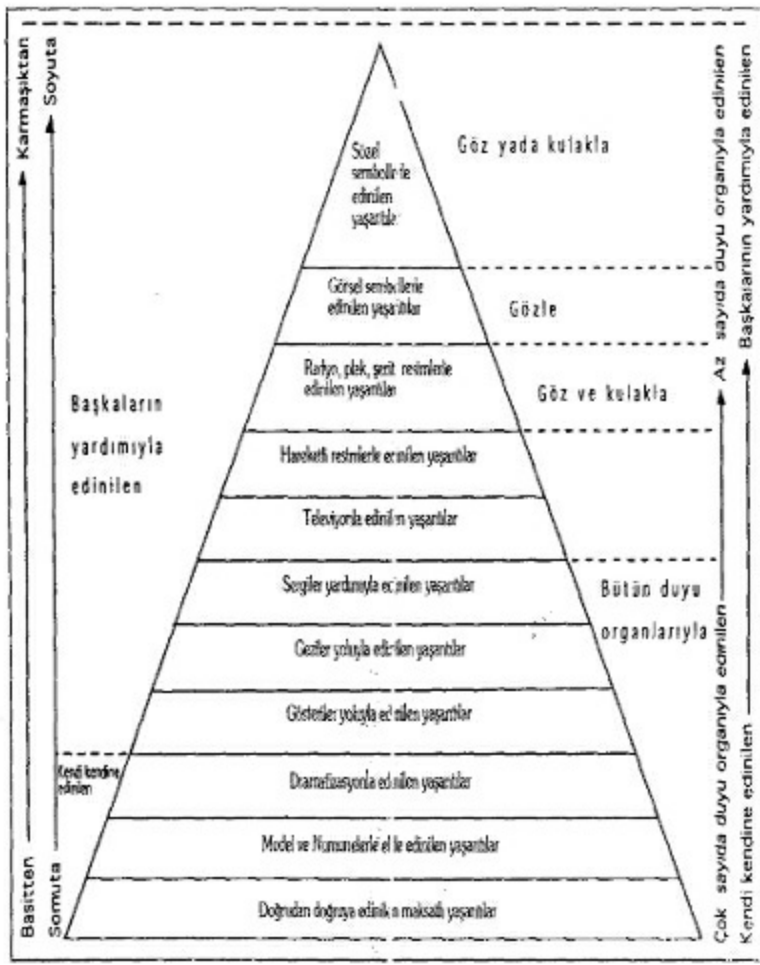 Karmaşıktan
Soyuta
Basitten
Somuta
Başkaların
yardımıyla
edinilen
Kendi kendine
edinilen
Sözel
sembollerle
edinilen
yaşantılar
Görsel sembollerle
edinilen yaşantılar
Radyo, plak, şerit resimlerle
edinilen yaşantılar
Hareketli resimlerle edinilen yaşantılar
Televiyonla edinilen yaşantılar
Sergiler yardımıyla edinilen yaşantılar
Geziler yoluyla edinilen yaşantılar
Gösteriler yoluyla edinilen yaşantılar
Dramatizasyonla edinilen yaşantılar
Model ve Numunelerle edinilen yaşantılar
Doğrudan doğruya edinilen maksatlı yaşantılar
Göz yada kulakla
Gözle
Göz ve kulakla
Bütün duyu
organlarıyla
Az sayıda duyu organıyla edinilen
Çok sayıda duyu organıyla edinilen
Başkalarının yardımıyla edinilen
Kendi kendine edinilen